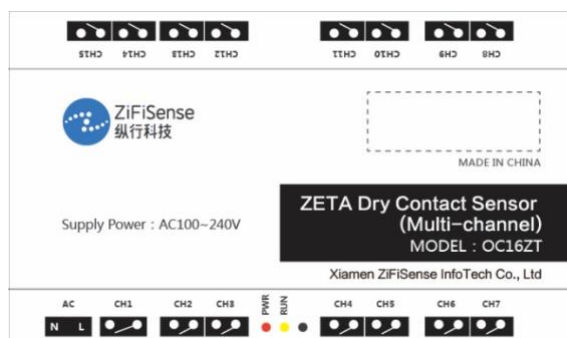 CH15 CH14 CH13 CH12 CH11 CH10 CH9 CH8
ZiFiSense
纵行科技
MADE IN CHINA
Supply Power : AC100~240V
ZETA Dry Contact Sensor
(Multi-channel)
MODEL : OC16ZT
Xiamen ZiFiSense InfoTech Co., Ltd
AC CH1 CH2 CH3 PWR RUN CH4 CH5 CH6 CH7
N L